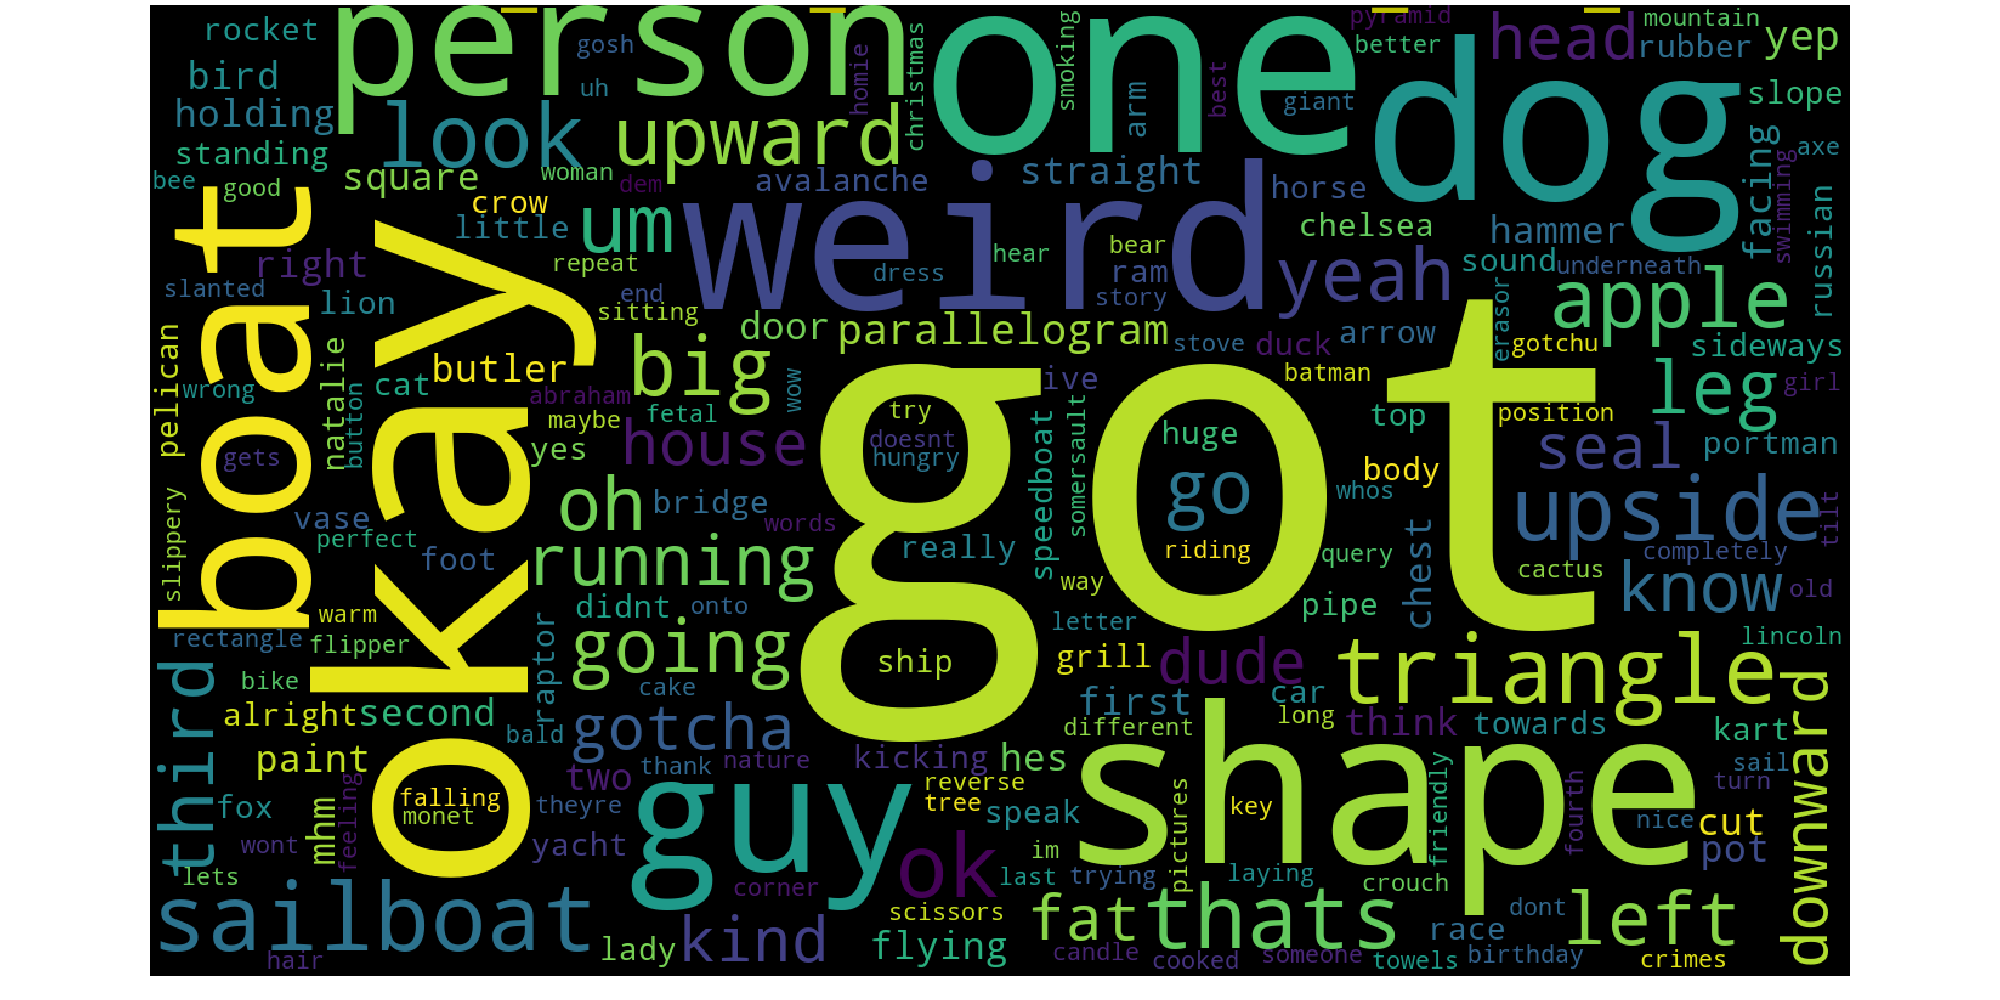 person
one
dog
head
pyramid
mountain
rocket
gosh
smoking
better
rubber
yep
bird
uh
homie
christmas
arm
best
giant
slope
holding
look
upward
standing
square
woman
dem
avalanche
straight
horse
facing
axe
swimming
bee
good
crow
little
um
weird
chelsea
hammer
russian
boat
okay
right
repeat
hear
bear
yeah
sound
underneath
slanted
lion
end
sitting
dress
ram
story
apple
pelican
natalie
door
parallelogram
stove
duck
arrow
erasor
gotchu
sideways
wrong
cat
butler
big
wow
got
ive
batman
leg
girl
button
abraham
maybe
fetal
try
top
position
gets
yes
house
doesnt
hungry
speedboat
somersault
huge
seal
portman
body
slippery
vase
oh
bridge
words
go
whos
upside
tilt
perfect
foot
running
really
riding
query
chest
completely
cactus
way
know
old
warm
didnt
onto
letter
pipe
rectangle
flipper
raptor
going
ship
grill
dude
triangle
lincoln
third
bike
cake
first
car
downward
alright
second
bald
gotcha
different
long
think
towards
kart
paint
two
thank
nature
kicking
hes
shape
sail
fox
mhm
feeling
falling
monet
theyre
guy
reverse
tree
speak
pictures
key
friendly
fourth
turn
nice
cut
wont
yacht
im
pot
lets
corner
ok
last
trying
laying
crouch
sailboat
scissors
fat
thats
dont
left
hair
lady
kind
flying
candle
cooked
someone
towels
race
birthday
crimes